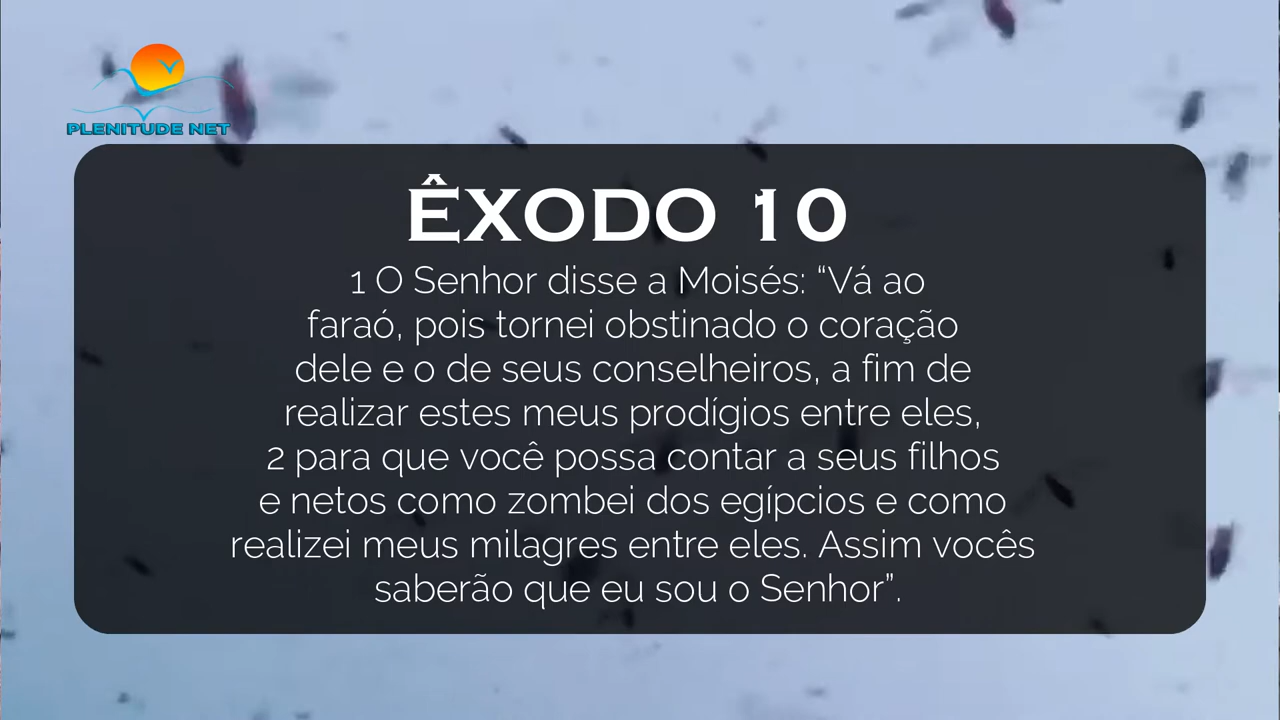 PLENITUDE NET
ÊXODO 10
1 O Senhor disse a Moisés: “Vá ao
faraó, pois tornei obstinado o coração
dele e o de seus conselheiros, a fim de
realizar estes meus prodígios entre eles,
2 para que você possa contar a seus filhos
e netos como zombei dos egípcios e como
realizei meus milagres entre eles. Assim vocês
saberão que eu sou o Senhor”.